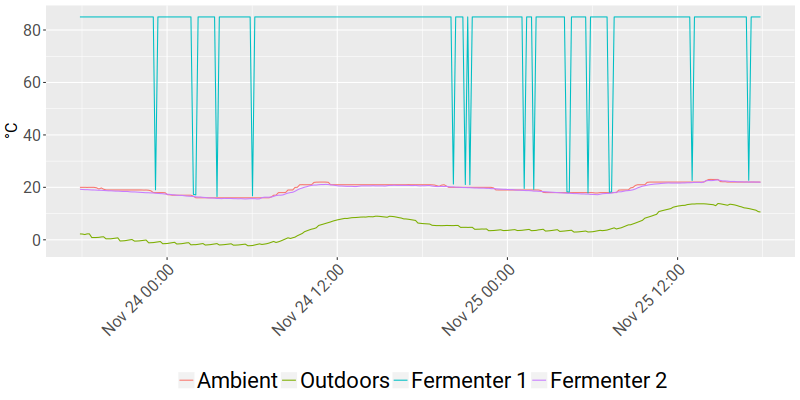 80
60
°C
40
20
0
Nov 24 00:00
Nov 24 12:00
Nov 25 00:00
Nov 25 12:00
Ambient Outdoors Fermenter 1 Fermenter 2